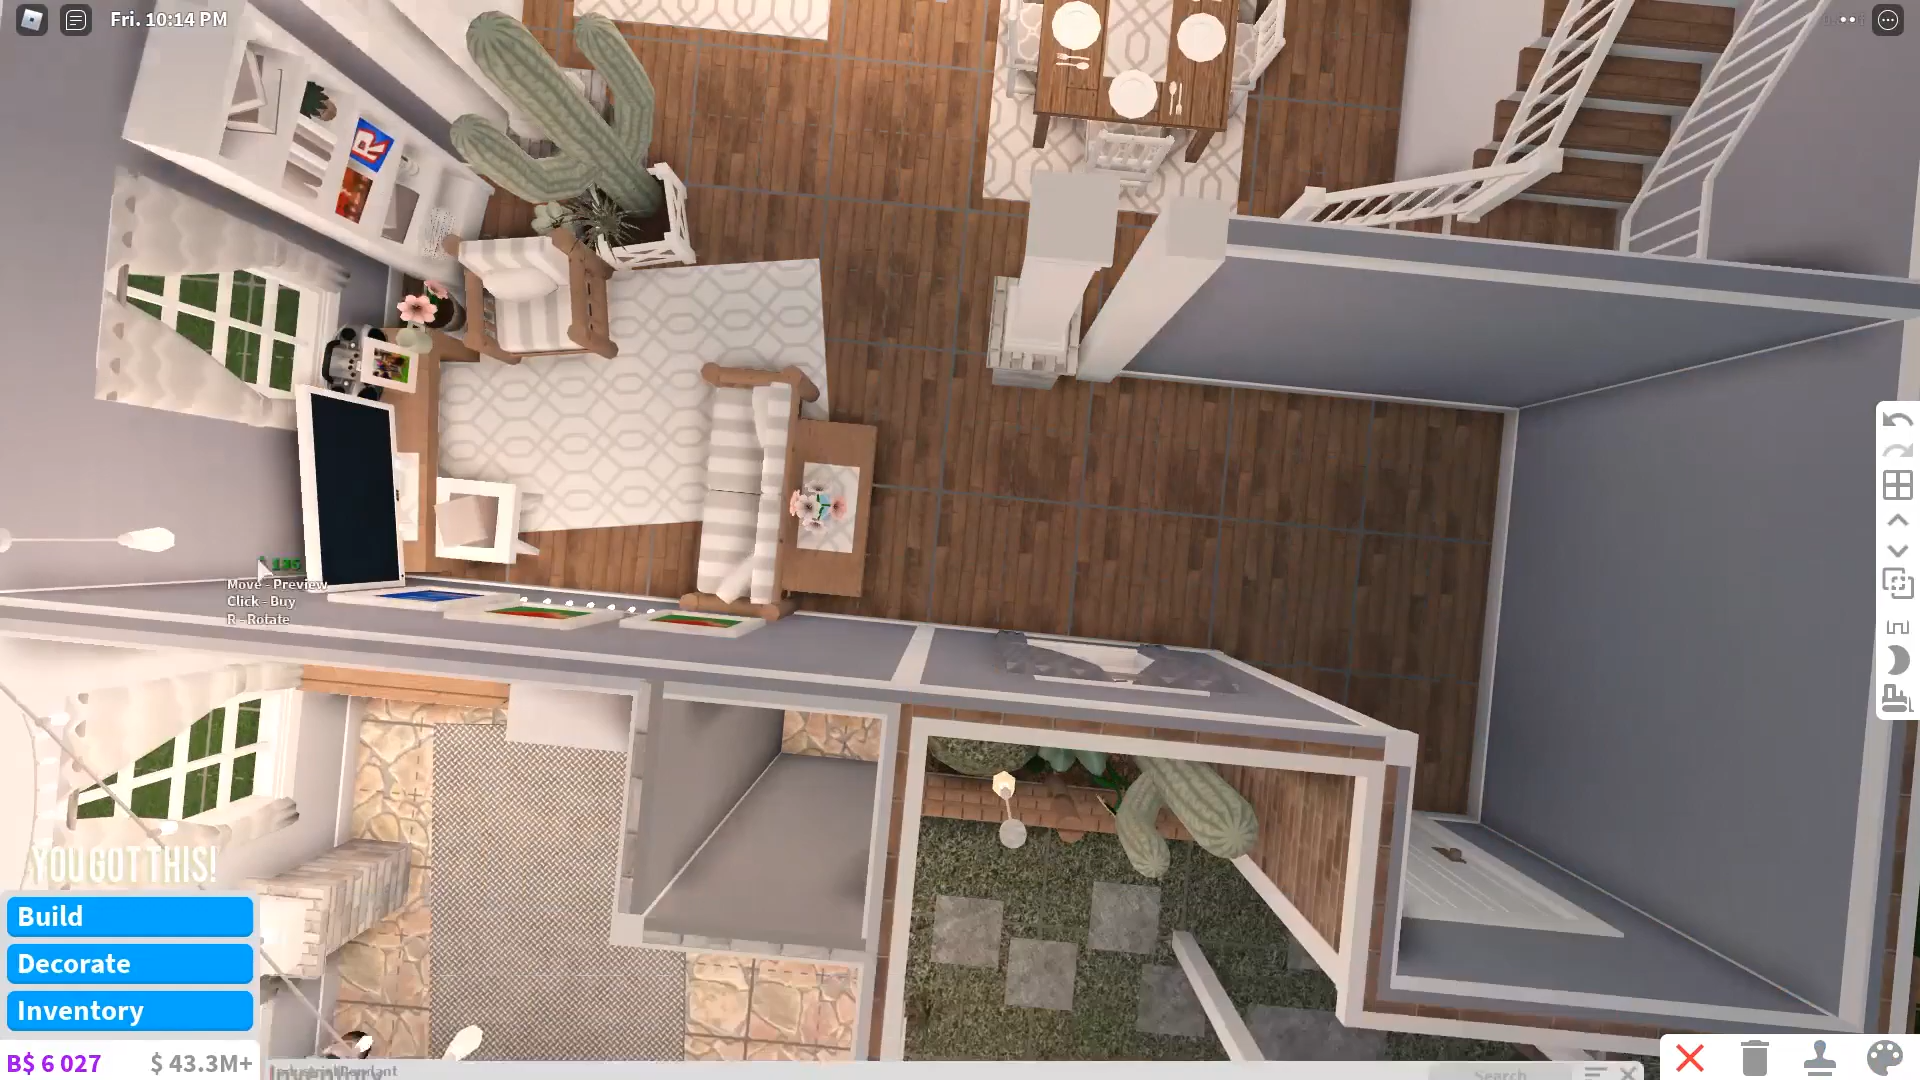 Fri. 10:14 PM
R
Move - Preview
Click - Buy
R - Rotate
YOU GOT THIS!
Build
Decorate
Inventory
B$ 6 027
$ 43.3M+
Search